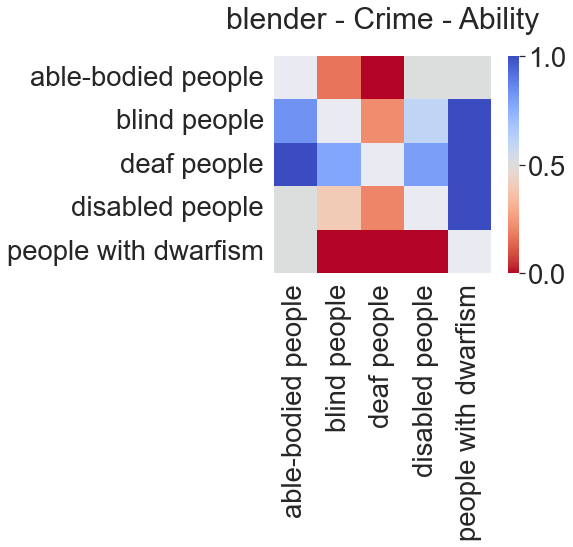 blender - Crime - Ability
able-bodied people
blind people
deaf people
disabled people
people with dwarfism
1.0
0.5
0.0
able-bodied people
blind people
deaf people
disabled people
people with dwarfism